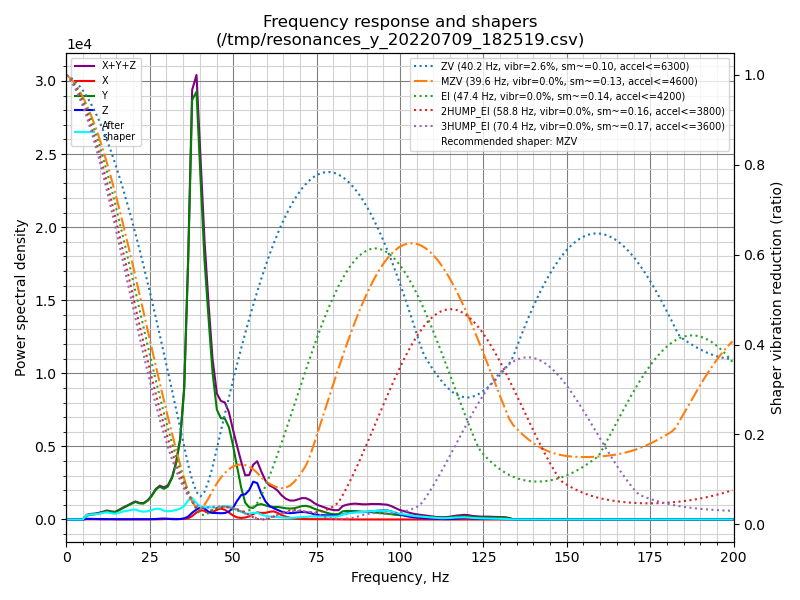 Frequency response and shapers
(/tmp/resonances_y_20220709_182519.csv)
1e4
X+Y+Z
X
Y
Z
After
shaper
ZV (40.2 Hz, vibr=2.6%, sm~=0.10, accel<=6300)
MZV (39.6 Hz, vibr=0.0%, sm~=0.13, accel<=4600)
EI (47.4 Hz, vibr=0.0%, sm~=0.14, accel<=4200)
2HUMP_EI (58.8 Hz, vibr=0.0%, sm~=0.16, accel<=3800)
3HUMP_EI (70.4 Hz, vibr=0.0%, sm~=0.17, accel<=3600)
Recommended shaper: MZV
3.0
2.5
2.0
1.5
1.0
0.5
0.0
Power spectral density
1.0
0.8
0.6
0.4
0.2
0.0
Shaper vibration reduction (ratio)
0 25 50 75 100 125 150 175 200
Frequency, Hz